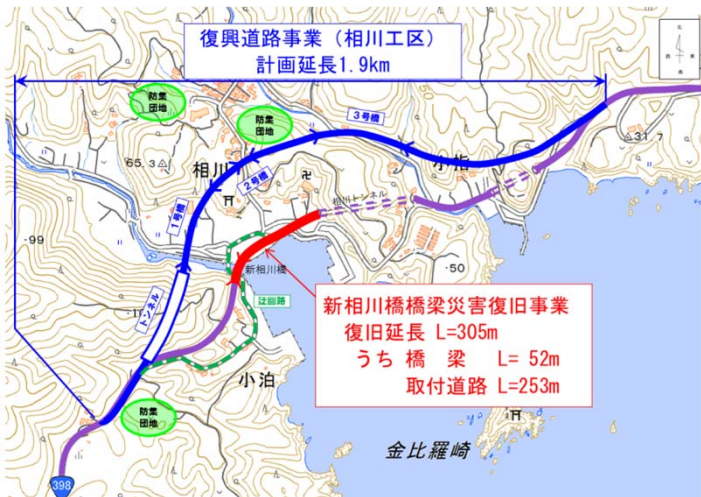 復興道路事業（相川工区）
計画延長1.9km
北
西
東
南
防集
団地
防集
団地
3号橋
31.7
65.3
相川
小指
2号橋
卍
相川トンネル
1号橋
99
新相川橋
50
迂回路
トンネル
新相川橋橋梁災害復旧事業
復旧延長 L=305m
うち 橋 梁 L= 52m
取付道路 L=253m
小泊
防集
団地
金比羅崎
398